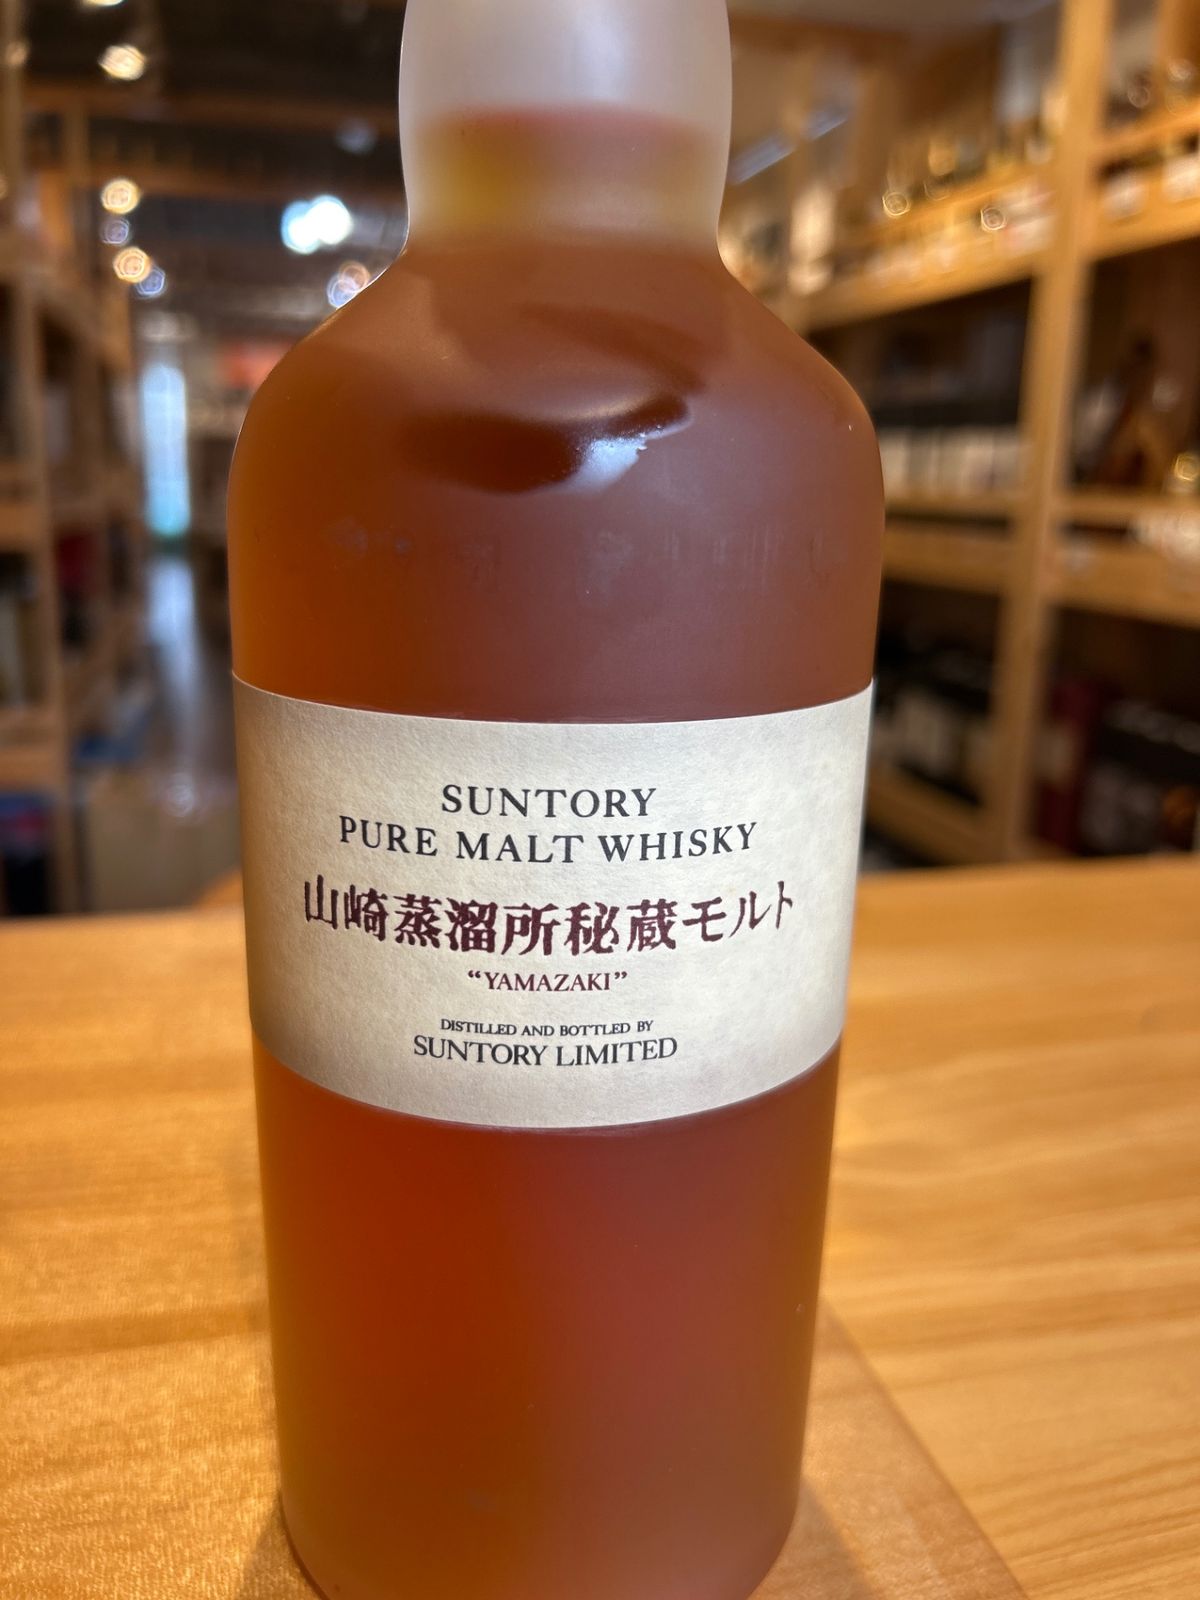 SUNTORY
PURE MALT WHISKY
山崎蒸溜所秘蔵モルト
“YAMAZAKI”
DISTILLED AND BOTTLED BY
SUNTORY LIMITED